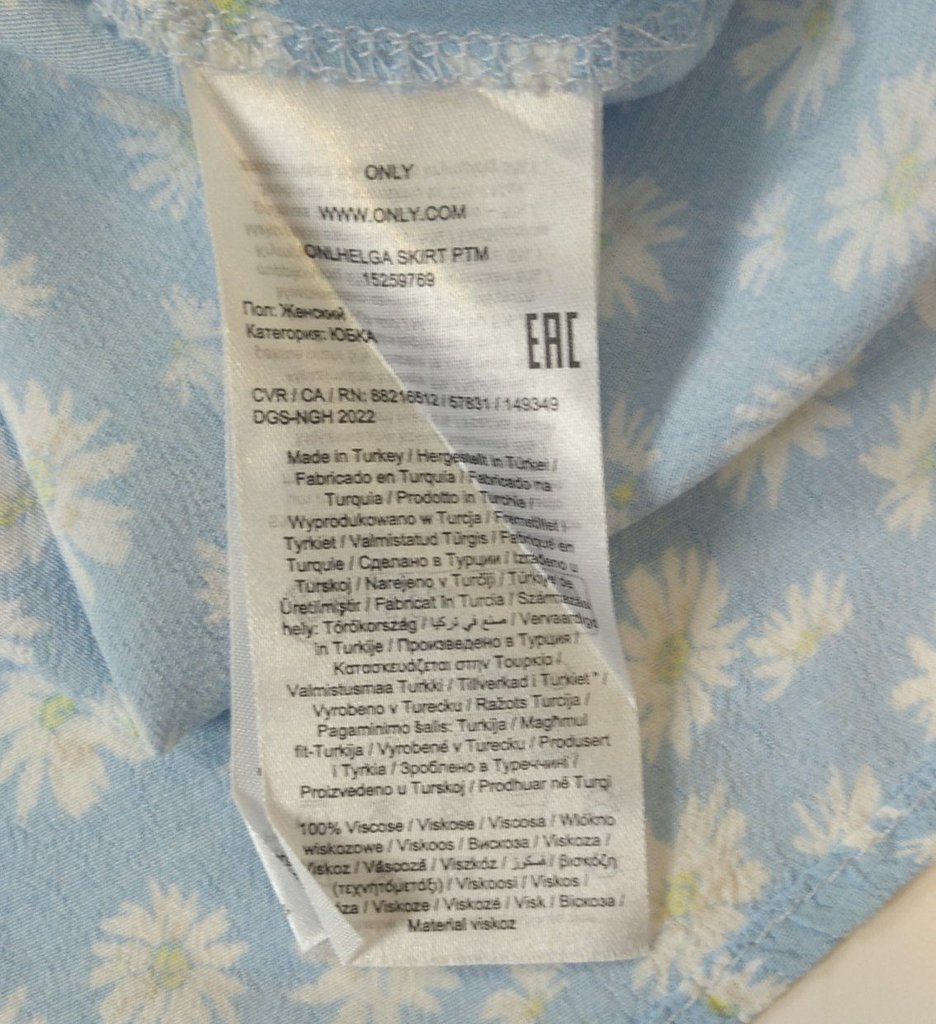 ONLY
WWW.ONLY.COM
ONLHELGA SKIRT PTM
15259769
Пол: Женский
Категория: ЮБКА
EAC
CVR / CA / RN: 88216512 / 57831 / 149349
DGS-NGH 2022
Made in Turkey / Hergestellt in Türkei /
Fabricado en Turquía / Fabricado na
Turquia / Prodotto in Turchia /
Wyprodukowano w Turcja / Fremstillet i
Tyrkiet / Valmistatud Türgis / Fabriqué en
Turquie / Сделано в Турции / Izrađeno u
Turskoj / Narejeno v Turčiji / Türkiye de
Üretilmiştir / Fabricat în Turcia / Származási
hely: Törökország / صنع في تركيا / Vervaardigd
in Turkije / Произведено в Турция /
Κατασκευάζεται στην Τουρκία /
Valmistusmaa Turkki / Tillverkad i Turkiet * /
Vyrobeno v Turecku / Ražots Turcija /
Pagaminimo šalis: Turkija / Magħmul
fit-Turkija / Vyrobené v Turecku / Produsert
i Tyrkia / Зроблено в Туреччині /
Proizvedeno u Turskoj / Prodhuar në Turqi
100% Viscose / Viskose / Viscosa / Włókno
wiskozowe / Viskoos / Вискоза / Viskoza /
Viskoz / Vâscoză / Viszkóz / فسكوز / βισκόζη
(τεχνητόμετάξι) / Viskoosi / Viskos /
/ Viskoze / Viskozė / Visk / Віскоза /
Material viskoz